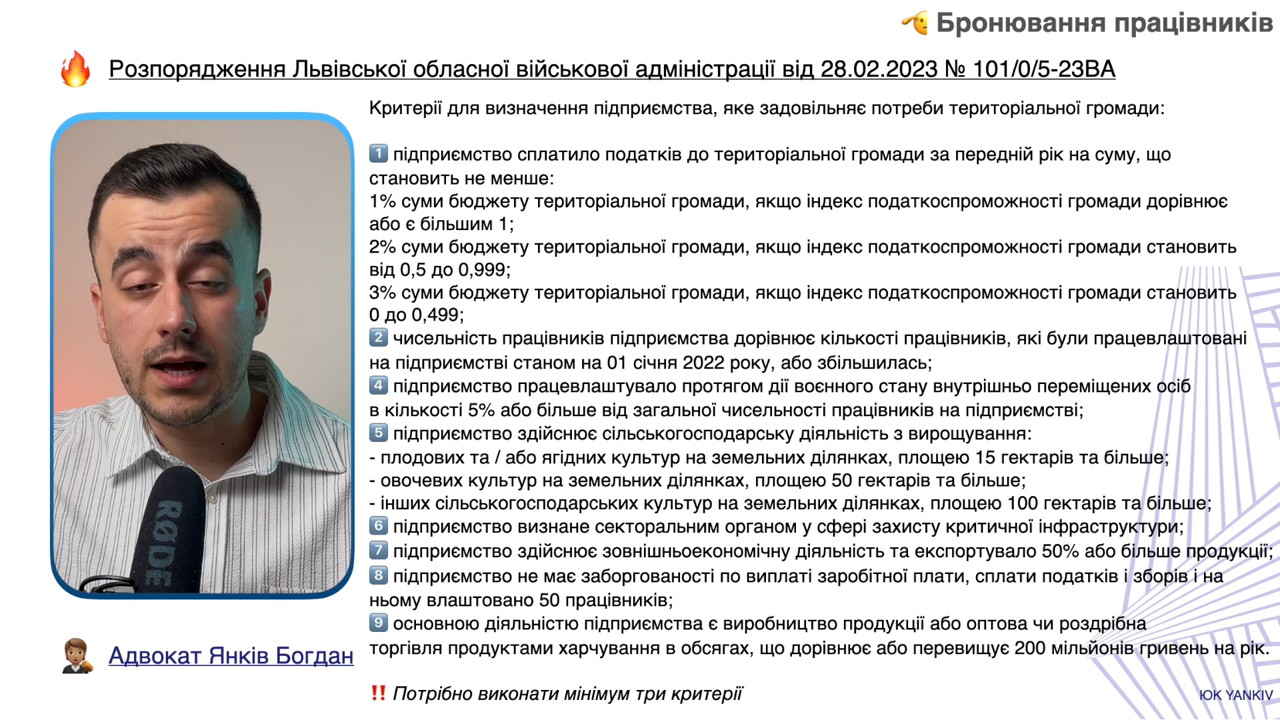 Бронювання працівників
Розпорядження Львівської обласної військової адміністрації від 28.02.2023 № 101/0/5-23ВА
Критерії для визначення підприємства, яке задовільняє потреби територіальної громади:
1 підприємство сплатило податків до територіальної громади за передній рік на суму, що
становить не менше:
1% суми бюджету територіальної громади, якщо індекс податкоспроможності громади дорівнює
або є більшим 1;
2% суми бюджету територіальної громади, якщо індекс податкоспроможності громади становить
від 0,5 до 0,999;
3% суми бюджету територіальної громади, якщо індекс податкоспроможності громади становить
0 до 0,499;
2 чисельність працівників підприємства дорівнює кількості працівників, які були працевлаштовані
на підприємстві станом на 01 січня 2022 року, або збільшилась;
4 підприємство працевлаштувало протягом дії воєнного стану внутрішньо переміщених осіб
в кількості 5% або більше від загальної чисельності працівників на підприємстві;
5 підприємство здійснює сільськогосподарську діяльність з вирощування:
- плодових та / або ягідних культур на земельних ділянках, площею 15 гектарів та більше;
- овочевих культур на земельних ділянках, площею 50 гектарів та більше;
- інших сільськогосподарських культур на земельних ділянках, площею 100 гектарів та більше;
6 підприємство визнане секторальним органом у сфері захисту критичної інфраструктури;
7 підприємство здійснює зовнішньоекономічну діяльність та експортувало 50% або більше продукції;
8 підприємство не має заборгованості по виплаті заробітної плати, сплати податків і зборів і на
ньому влаштовано 50 працівників;
9 основною діяльністю підприємства є виробництво продукції або оптова чи роздрібна
торгівля продуктами харчування в обсягах, що дорівнює або перевищує 200 мільйонів гривень на рік.
‼ Потрібно виконати мінімум три критерії
RØDE
Адвокат Янків Богдан
ЮК YANKIV